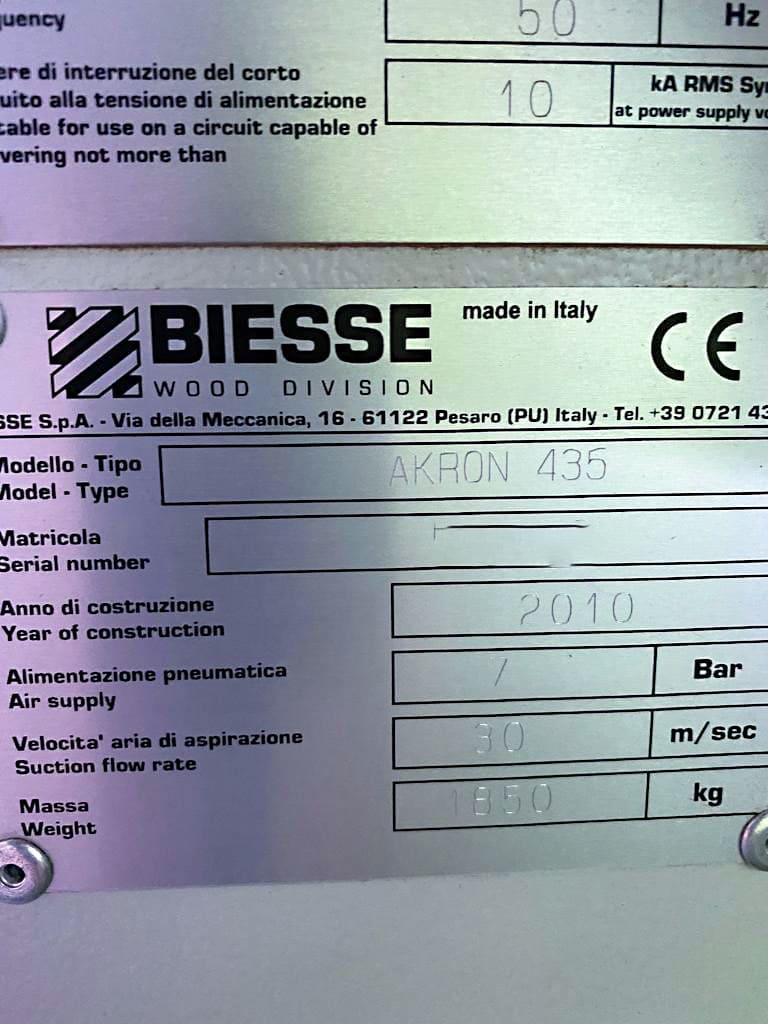 quency 50 Hz
ere di interruzione del corto
uito alla tensione di alimentazione 10 kA RMS Sy
table for use on a circuit capable of at power supply vo
vering not more than
BIESSE made in Italy CE
WOOD DIVISION
SSE S.p.A. - Via della Meccanica, 16 - 61122 Pesaro (PU) Italy - Tel. +39 0721 43
Modello - Tipo AKRON 435
Model - Type
Matricola
Serial number
Anno di costruzione 2010
Year of construction
Alimentazione pneumatica / Bar
Air supply
Velocita' aria di aspirazione 30 m/sec
Suction flow rate
Massa 1850 kg
Weight